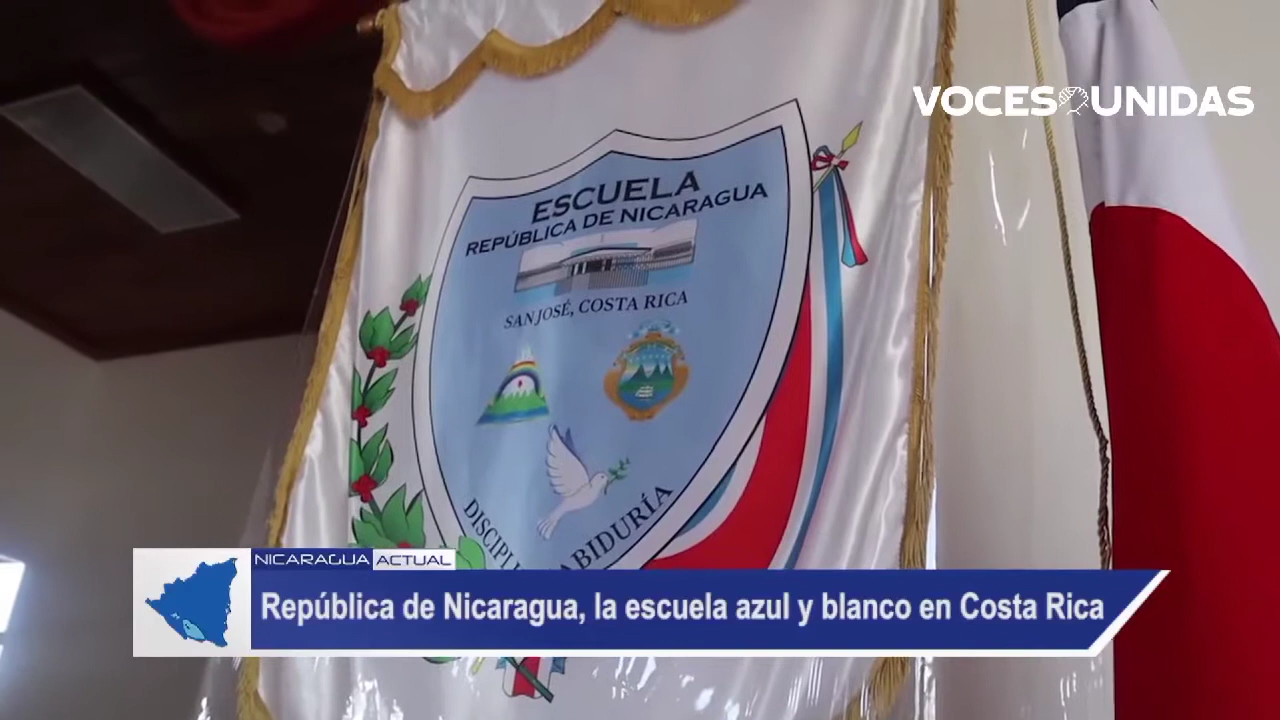 VOCES UNIDAS
ESCUELA
REPÚBLICA DE NICARAGUA
SAN JOSÉ, COSTA RICA
NICARAGUA ACTUAL
República de Nicaragua, la escuela azul y blanco en Costa Rica